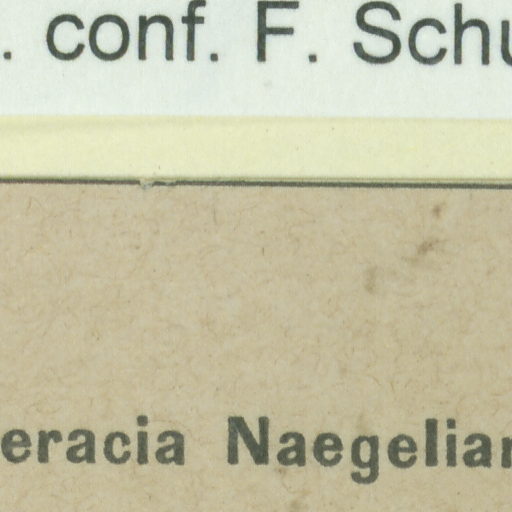 . conf. F. Schu
eracia Naegelian